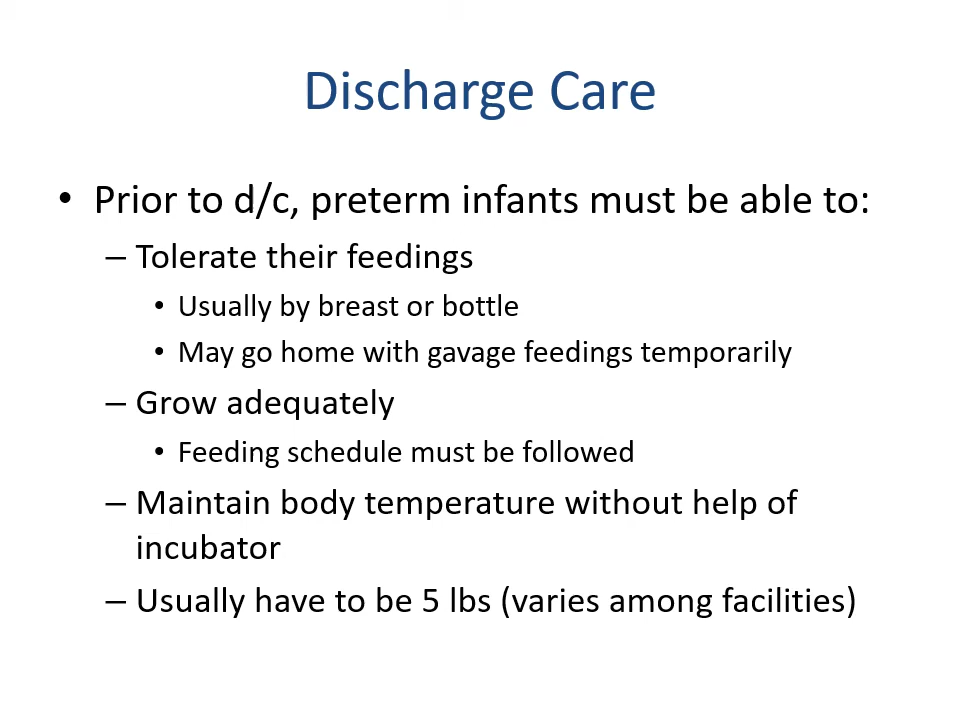 Discharge Care
• Prior to d/c, preterm infants must be able to:
– Tolerate their feedings
• Usually by breast or bottle
• May go home with gavage feedings temporarily
– Grow adequately
• Feeding schedule must be followed
– Maintain body temperature without help of
incubator
– Usually have to be 5 lbs (varies among facilities)